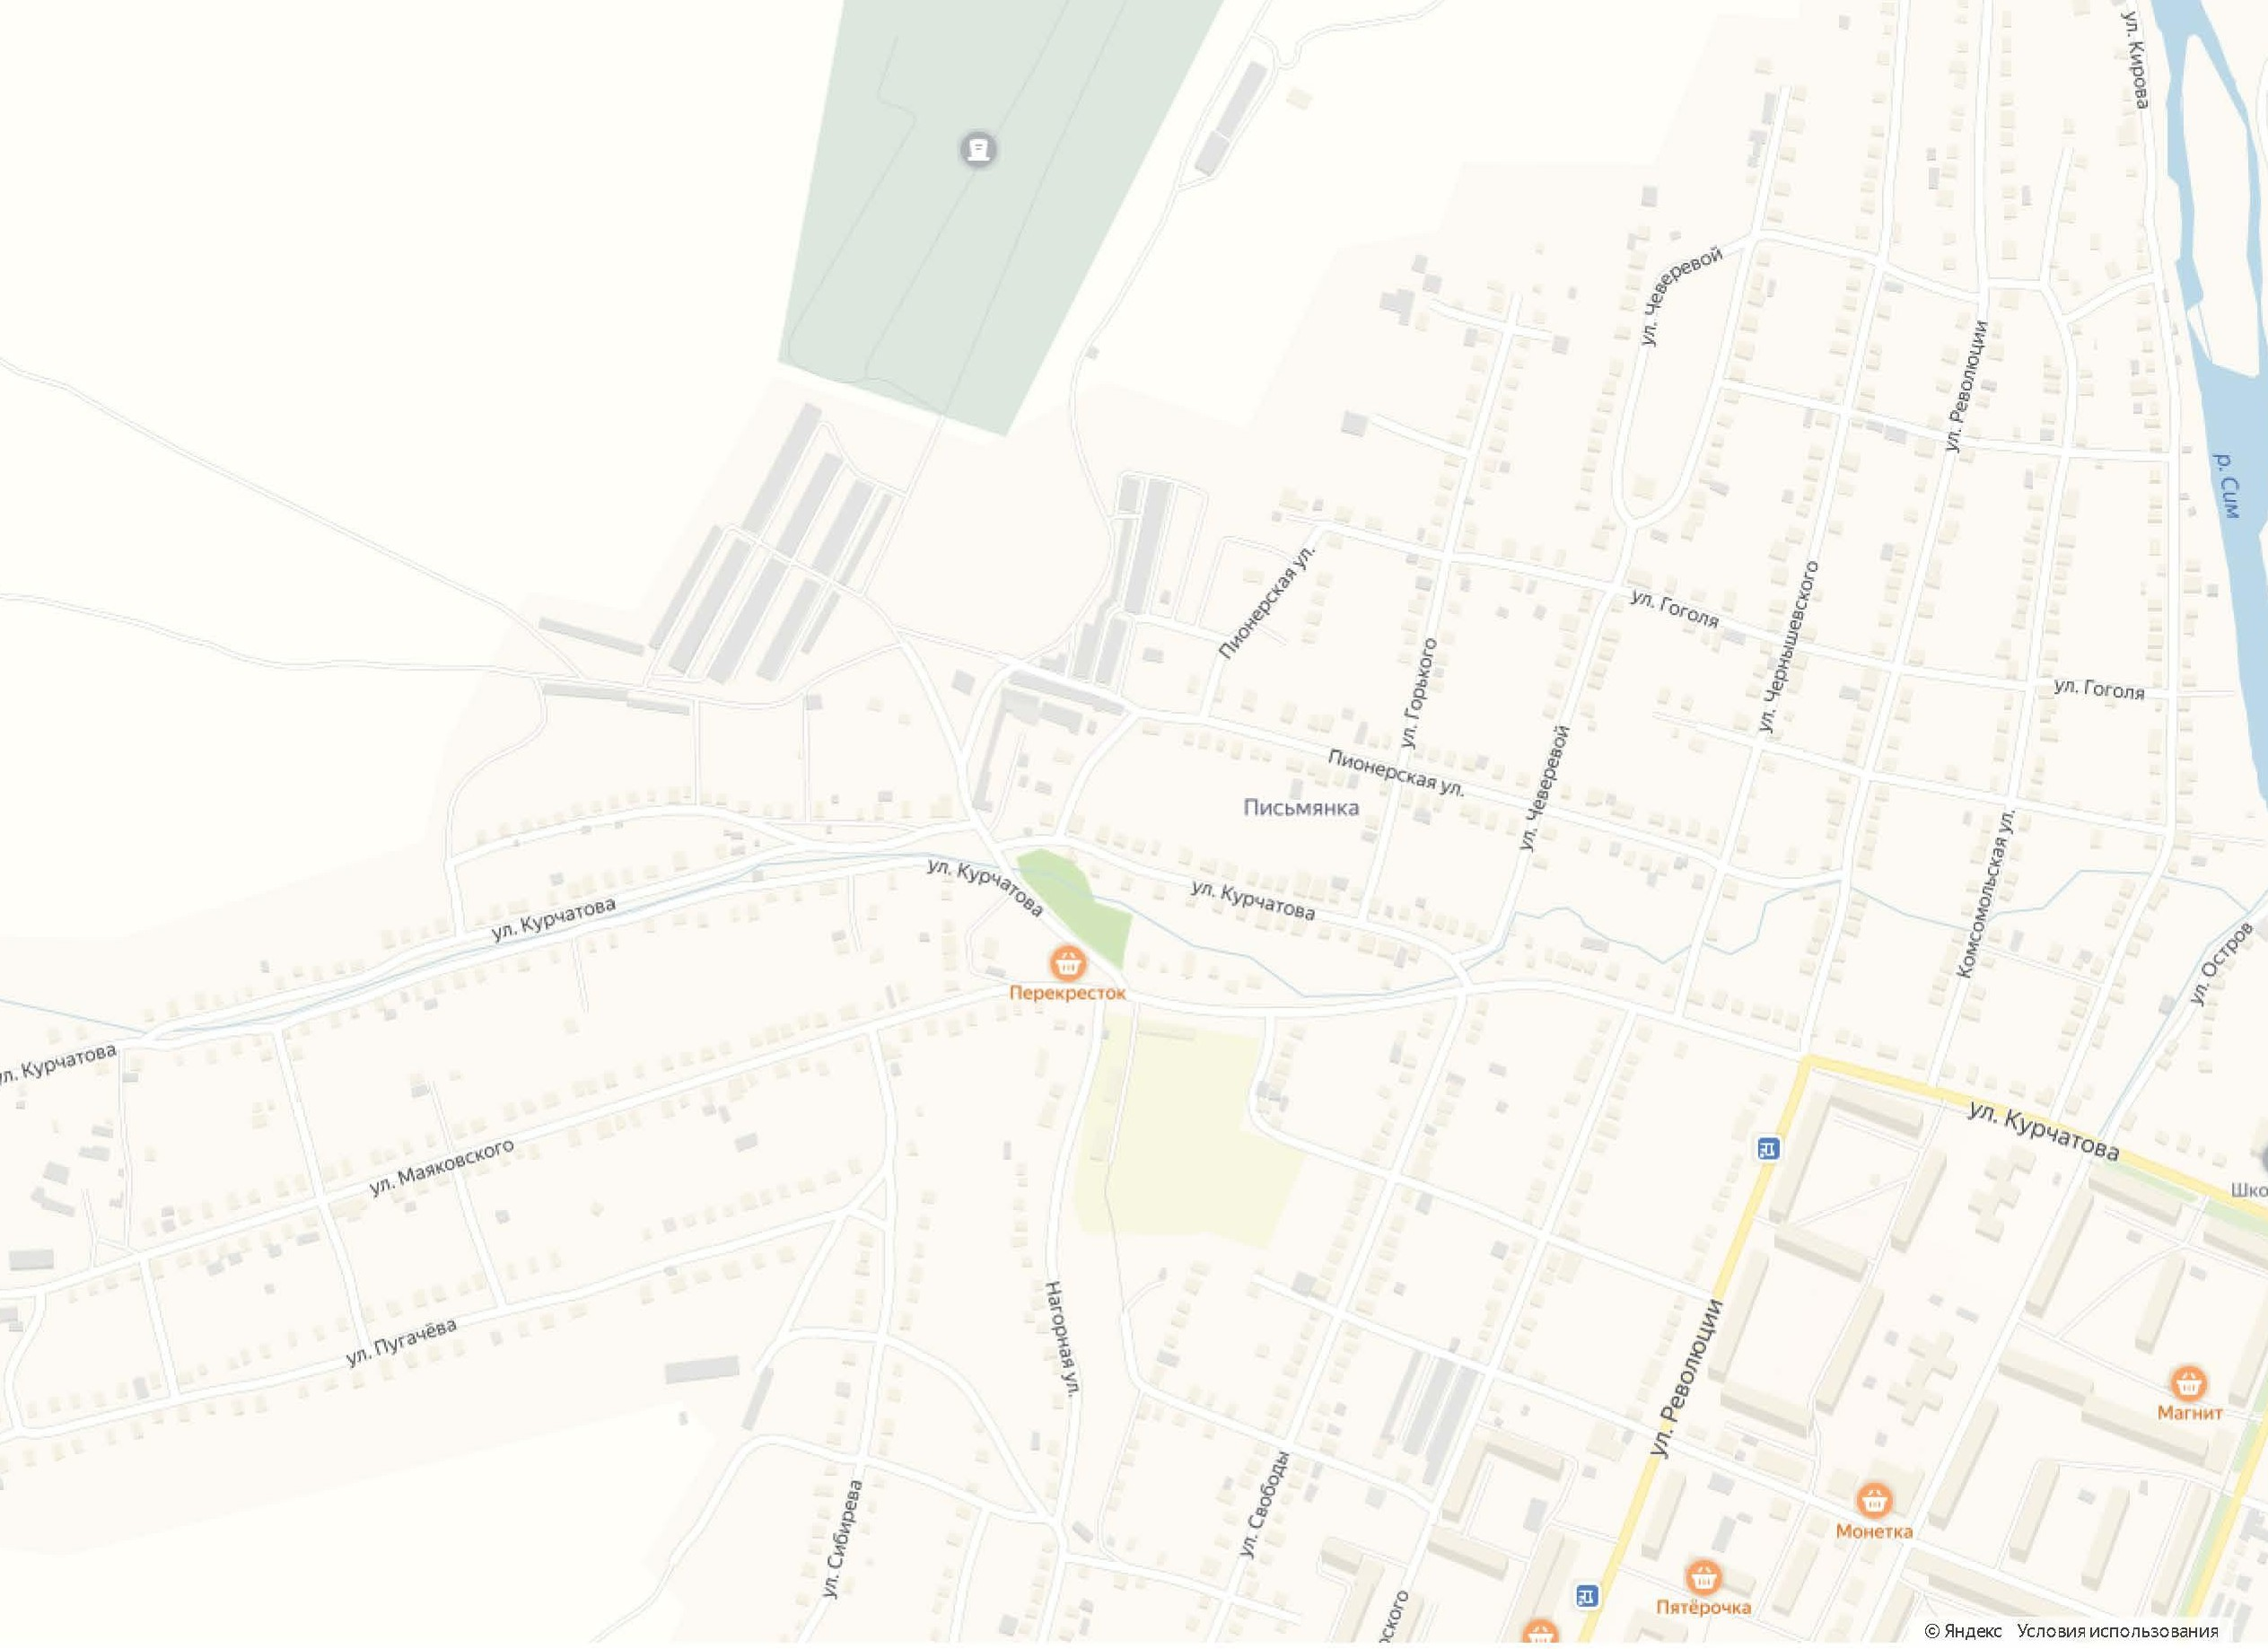 ул. Кирова
ул. Чеверевой
ул. Революции
р. Сим
Пионерская ул.
ул. Гоголя
ул. Чернышевского
ул. Гоголя
ул. Горького
Пионерская ул.
ул. Чеверевой
Письмянка
Комсомольская ул.
ул. Курчатова
ул. Курчатова
ул. Курчатова
ул. Остров
Перекресток
ул. Курчатова
ул. Курчатова
ул. Маяковского
Шко
ул. Пугачёва
Нагорная ул.
ул. Революции
Магнит
ул. Сибирева
ул. Свободы
Монетка
Пятёрочка
рского
© Яндекс Условия использования